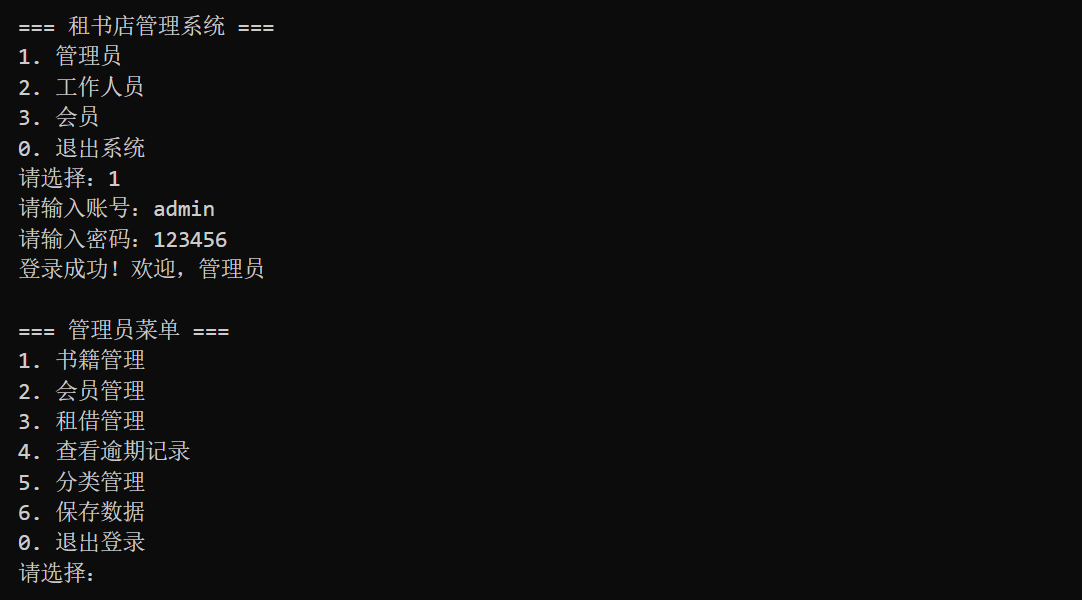 === 租书店管理系统 ===
1. 管理员
2. 工作人员
3. 会员
0. 退出系统
请选择：1
请输入账号：admin
请输入密码：123456
登录成功！欢迎，管理员
=== 管理员菜单 ===
1. 书籍管理
2. 会员管理
3. 租借管理
4. 查看逾期记录
5. 分类管理
6. 保存数据
0. 退出登录
请选择：